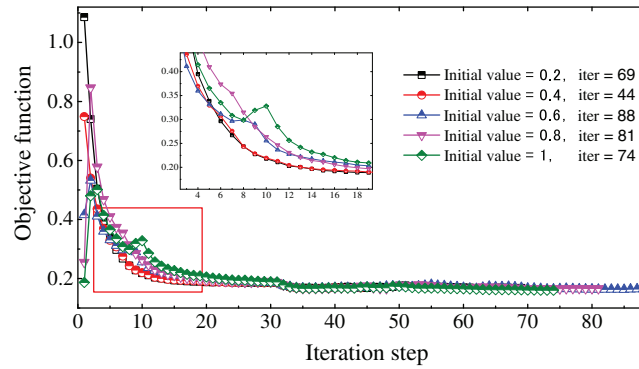 Objective function
1.0
0.8
0.6
0.4
0.2
0.40
0.35
0.30
0.25
0.20
4 6 8 10 12 14 16 18
Initial value = 0.2, iter = 69
Initial value = 0.4, iter = 44
Initial value = 0.6, iter = 88
Initial value = 0.8, iter = 81
Initial value = 1, iter = 74
0 10 20 30 40 50 60 70 80
Iteration step